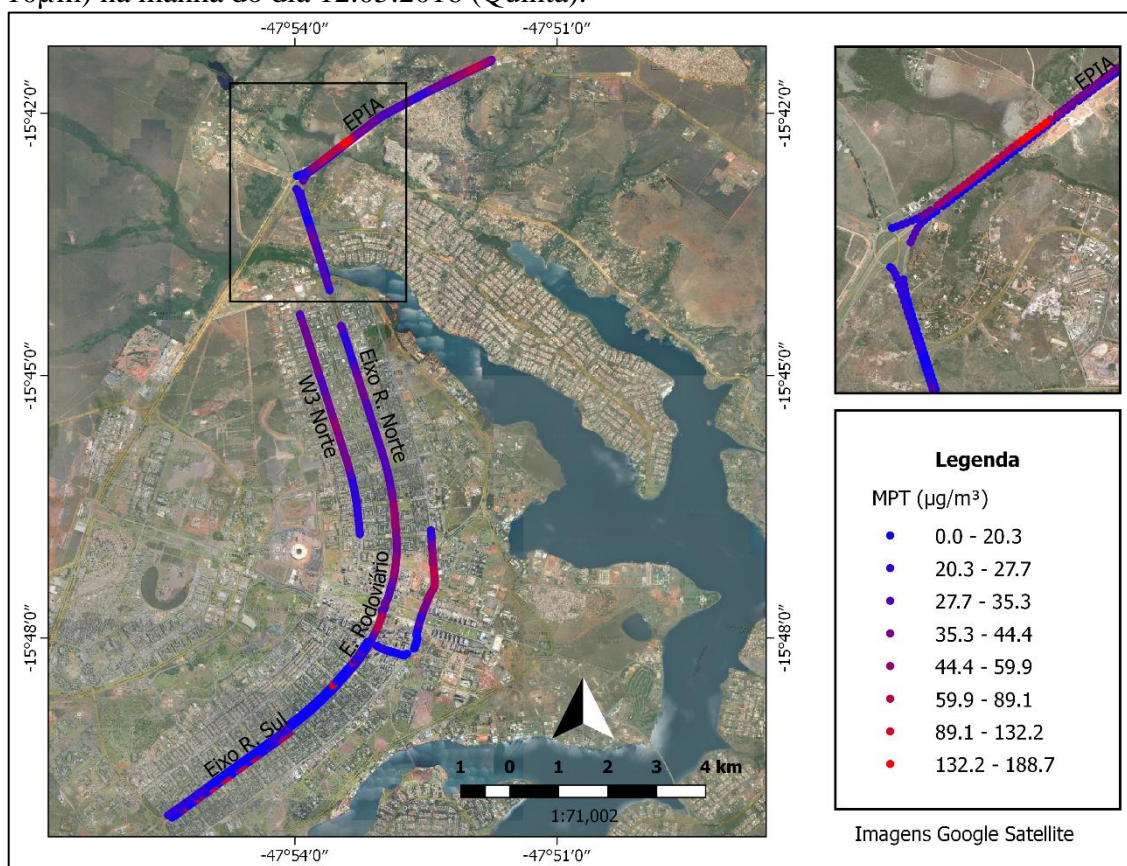 10μm) na manhã do dia 12.05.2016 (Quinta).
-47°54'0"
-47°51'0"
-15°42'0"
-15°42'0"
EPIA
EPIA
-15°45'0"
-15°45'0"
W3 Norte
Eixo R. Norte
E. Rodoviário
-15°48'0"
-15°48'0"
Eixo R. Sul
1 0 1 2 3 4 km
1:71,002
-47°54'0"
-47°51'0"
Legenda
MPT (μg/m³)
0.0 - 20.3
20.3 - 27.7
27.7 - 35.3
35.3 - 44.4
44.4 - 59.9
59.9 - 89.1
89.1 - 132.2
132.2 - 188.7
Imagens Google Satellite